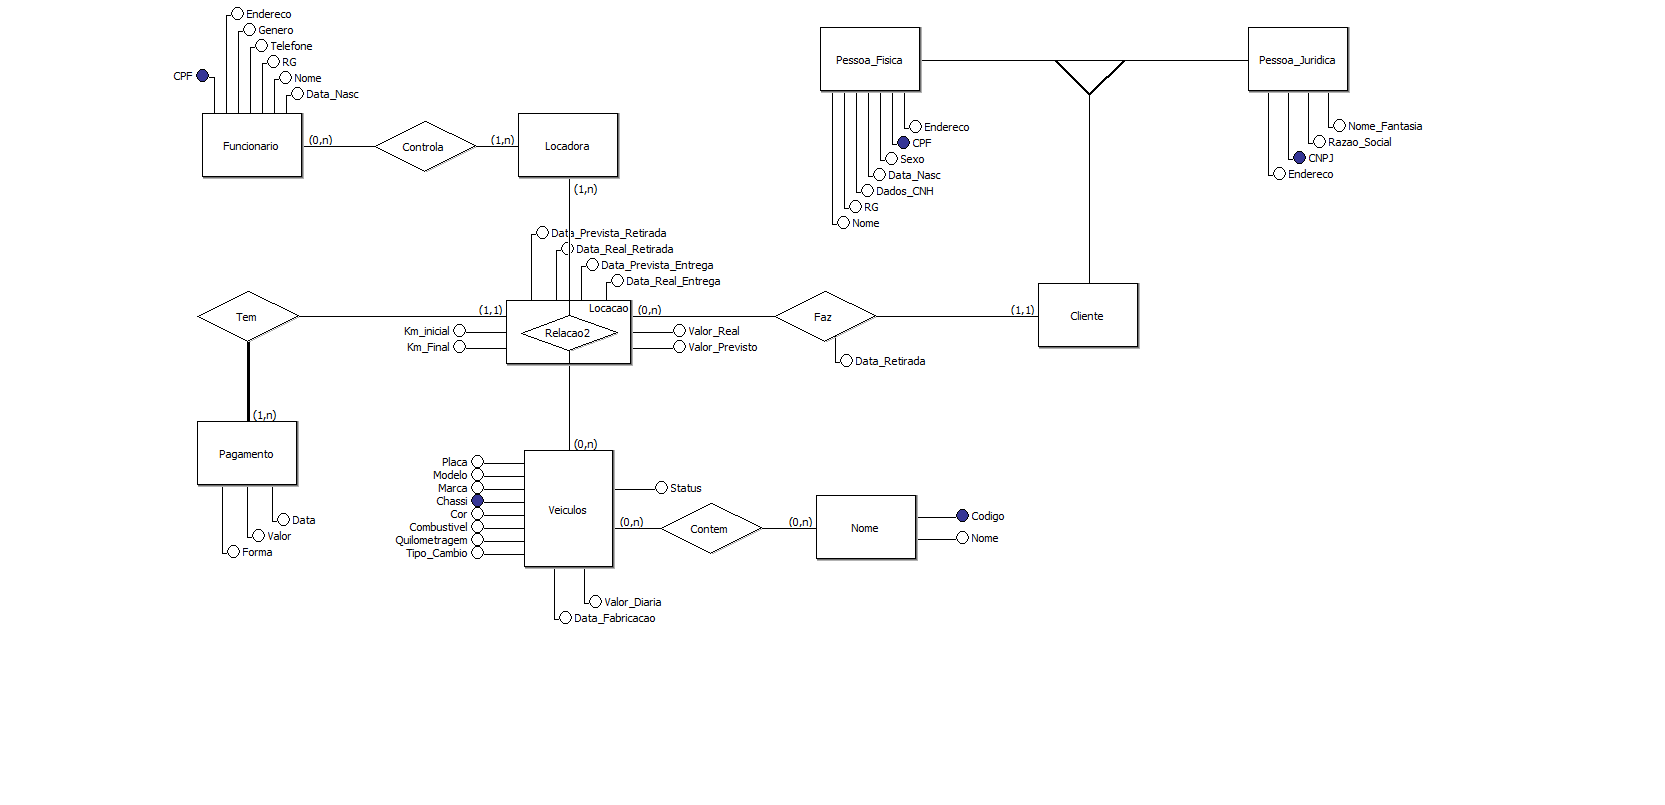 Endereco
Genero
Telefone
RG
CPF
Nome
Data_Nasc
Funcionario
(0,n)
Controla
(1,n)
Locadora
(1,n)
Pessoa_Fisica
Pessoa_Juridica
Endereco
CPF
Sexo
Data_Nasc
Dados_CNH
RG
Nome
Nome_Fantasia
Razao_Social
CNPJ
Endereco
Data_Prevista_Retirada
Data_Real_Retirada
Data_Prevista_Entrega
Data_Real_Entrega
Tem
(1,1)
Locacao
Relacao2
Km_inicial
Km_Final
(0,n)
Valor_Real
Valor_Previsto
Faz
Data_Retirada
(1,1)
Cliente
(1,n)
Pagamento
Data
Valor
Forma
(0,n)
Placa
Modelo
Marca
Chassi
Cor
Combustivel
Quilometragem
Tipo_Cambio
Veiculos
Status
(0,n)
Contem
(0,n)
Nome
Codigo
Nome
Valor_Diaria
Data_Fabricacao